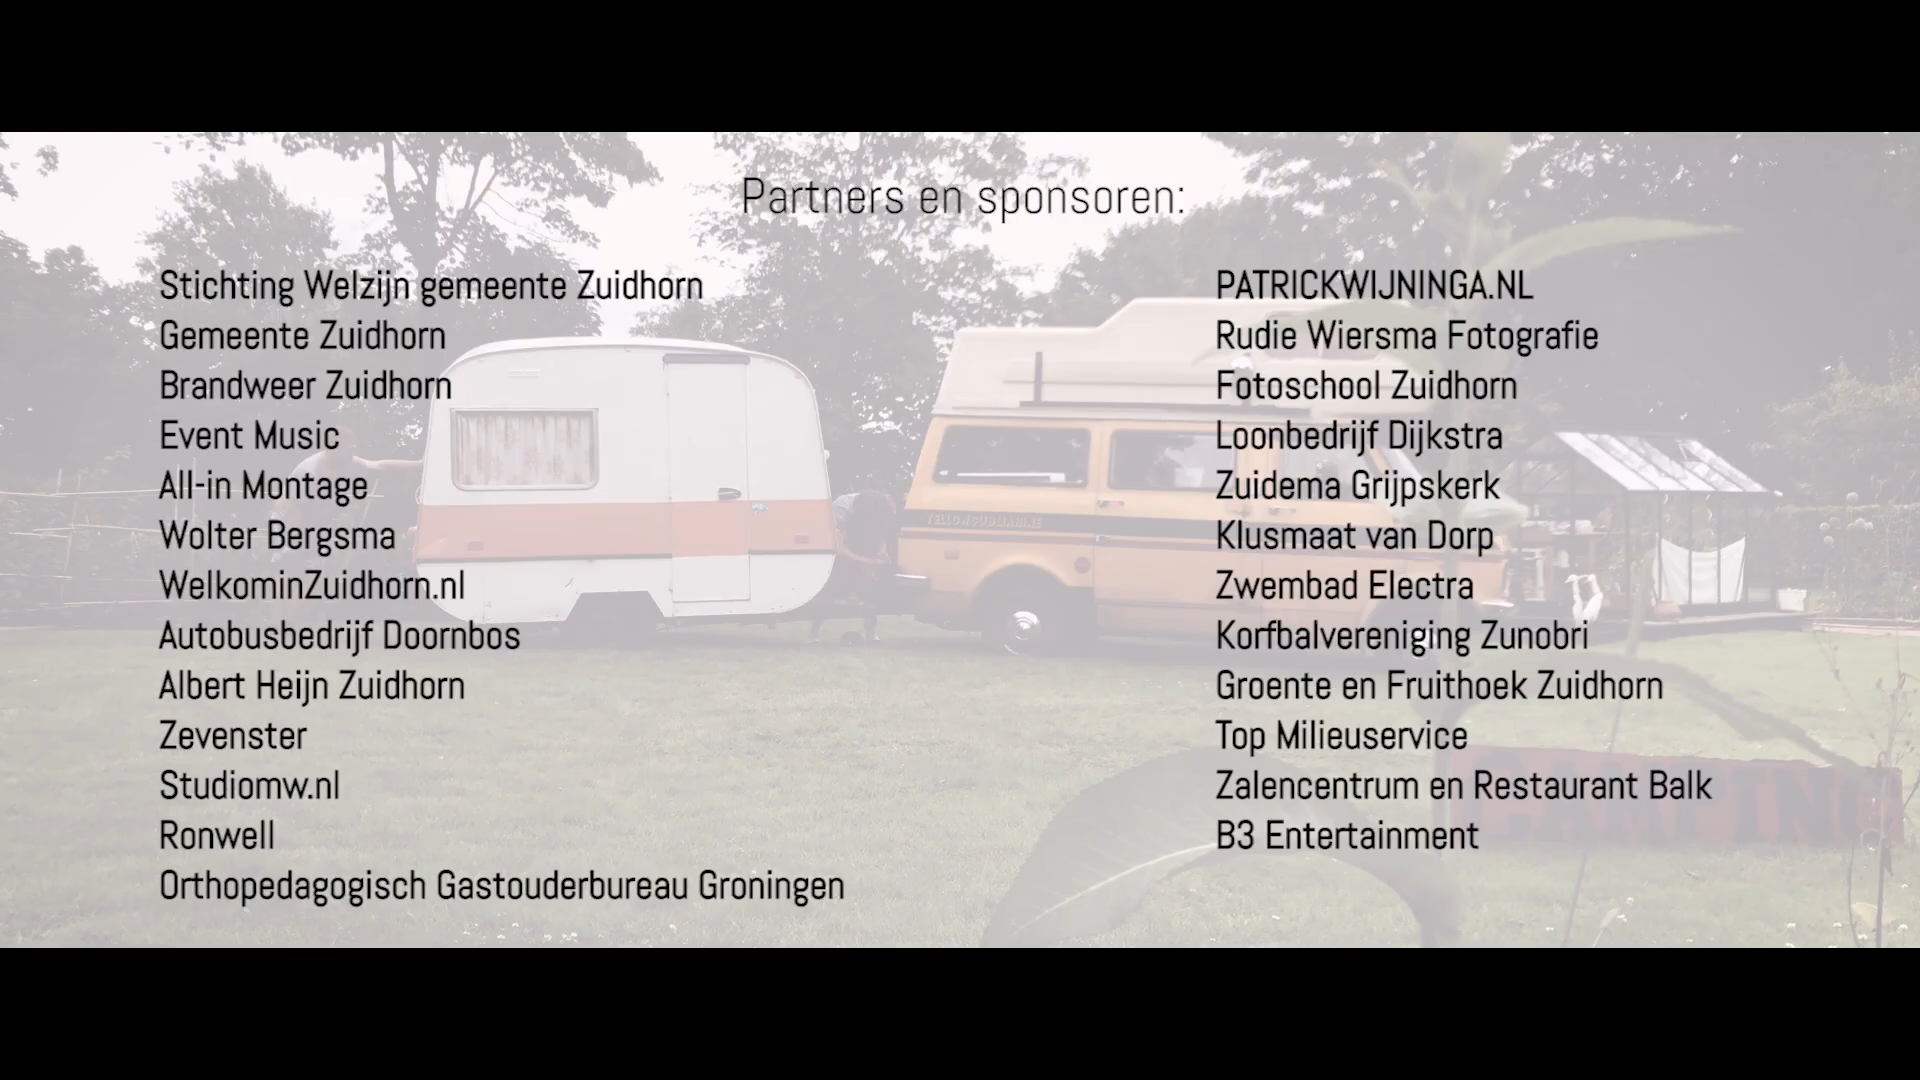 Partners en sponsoren:
Stichting Welzijn gemeente Zuidhorn
Gemeente Zuidhorn
Brandweer Zuidhorn
Event Music
All-in Montage
Wolter Bergsma
WelkominZuidhorn.nl
Autobusbedrijf Doornbos
Albert Heijn Zuidhorn
Zevenster
Studiomw.nl
Ronwell
Orthopedagogisch Gastouderbureau Groningen
PATRICKWIJNINGA.NL
Rudie Wiersma Fotografie
Fotoschool Zuidhorn
Loonbedrijf Dijkstra
Zuidema Grijpskerk
Klusmaat van Dorp
Zwembad Electra
Korfbalvereniging Zunobri
Groente en Fruithoek Zuidhorn
Top Milieuservice
Zalencentrum en Restaurant Balk
B3 Entertainment
YELLOW SUBMARINE
CAMPING